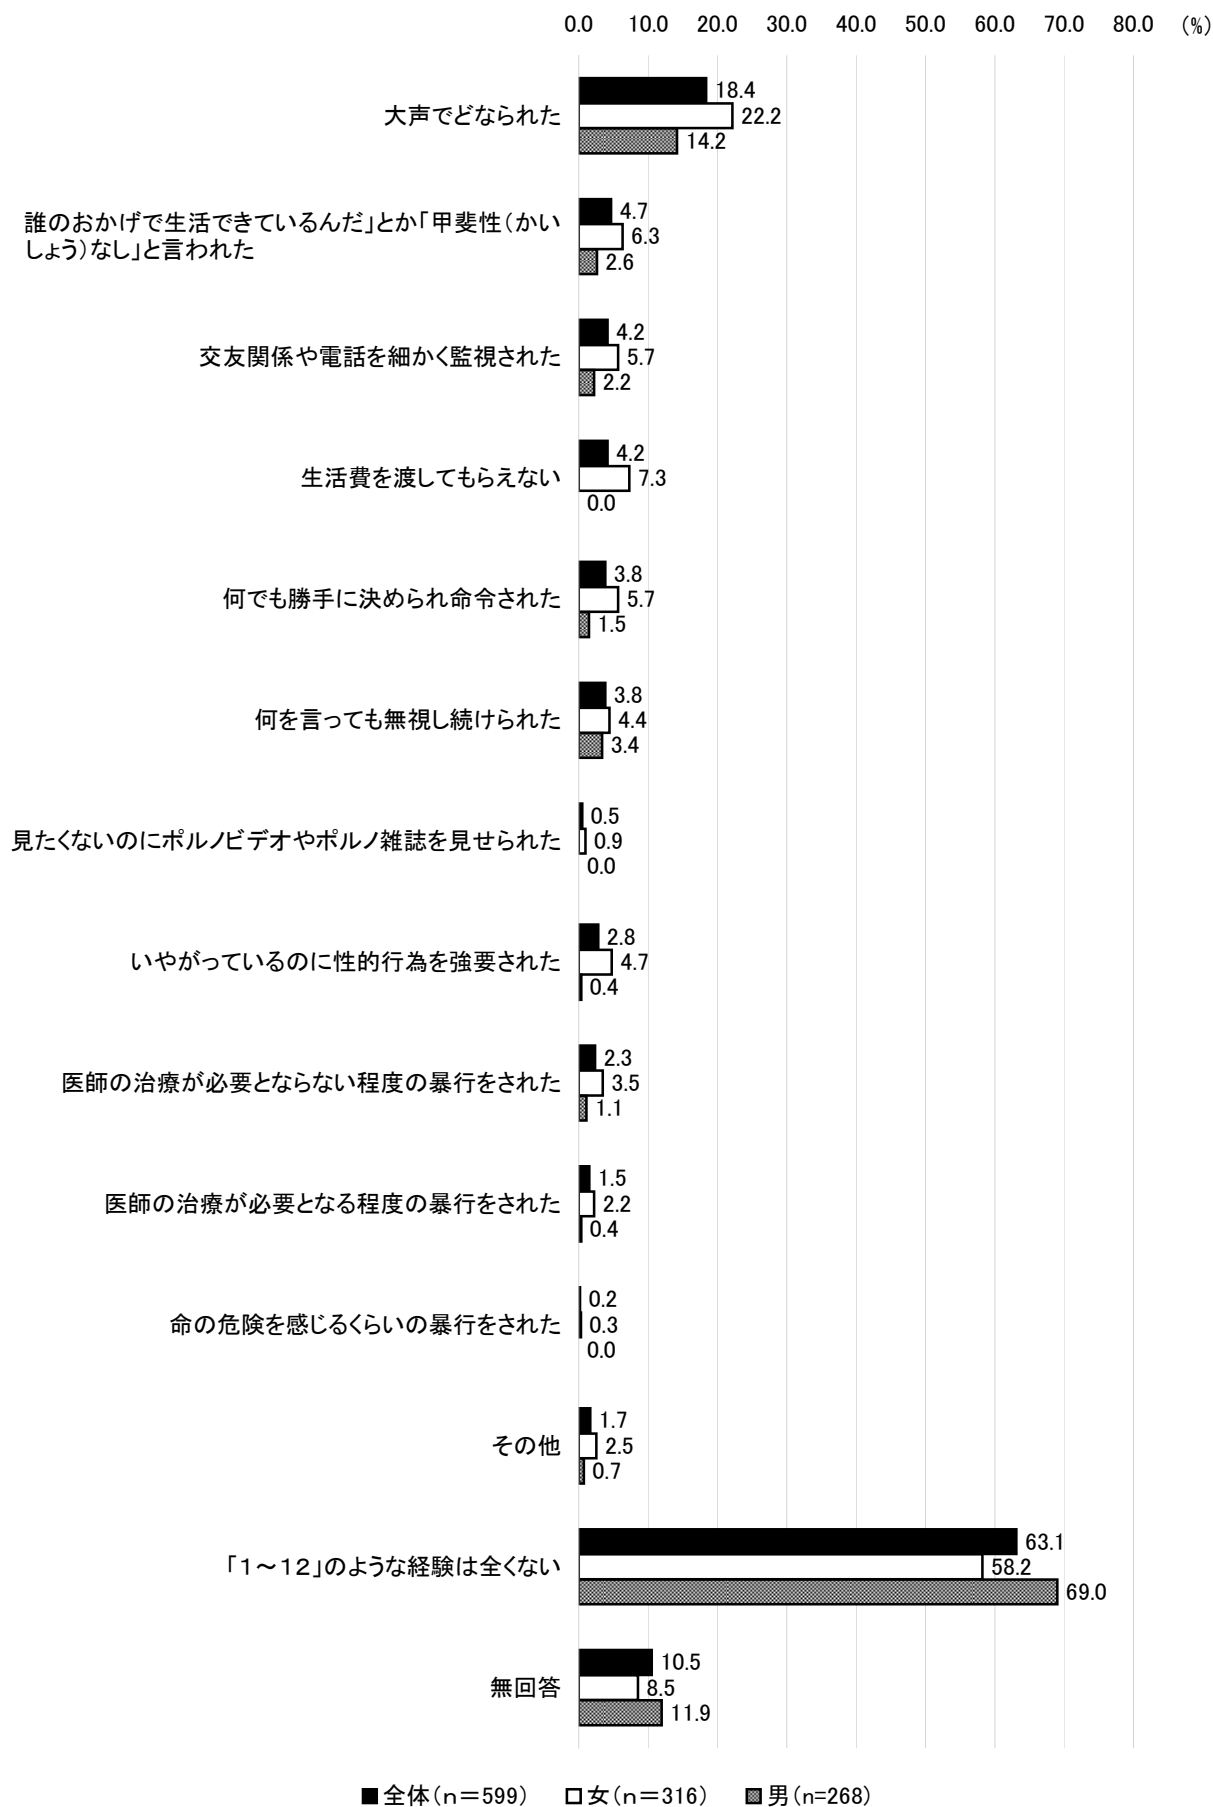 0.0 10.0 20.0 30.0 40.0 50.0 60.0 70.0 80.0 (%)
大声でどなられた
18.4
22.2
14.2
誰のおかげで生活できているんだ」とか「甲斐性(かい
しょう)なし」と言われた
4.7
6.3
2.6
交友関係や電話を細かく監視された
4.2
5.7
2.2
生活費を渡してもらえない
4.2
7.3
0.0
何でも勝手に決められ命令された
3.8
5.7
1.5
何を言っても無視し続けられた
3.8
4.4
3.4
見たくないのにポルノビデオやポルノ雑誌を見せられた
0.5
0.9
0.0
いやがっているのに性的行為を強要された
2.8
4.7
0.4
医師の治療が必要とならない程度の暴行をされた
2.3
3.5
1.1
医師の治療が必要となる程度の暴行をされた
1.5
2.2
0.4
命の危険を感じるくらいの暴行をされた
0.2
0.3
0.0
その他
1.7
2.5
0.7
「1~12」のような経験は全くない
63.1
58.2
69.0
無回答
10.5
8.5
11.9
全体(n=599) 女(n=316) 男(n=268)